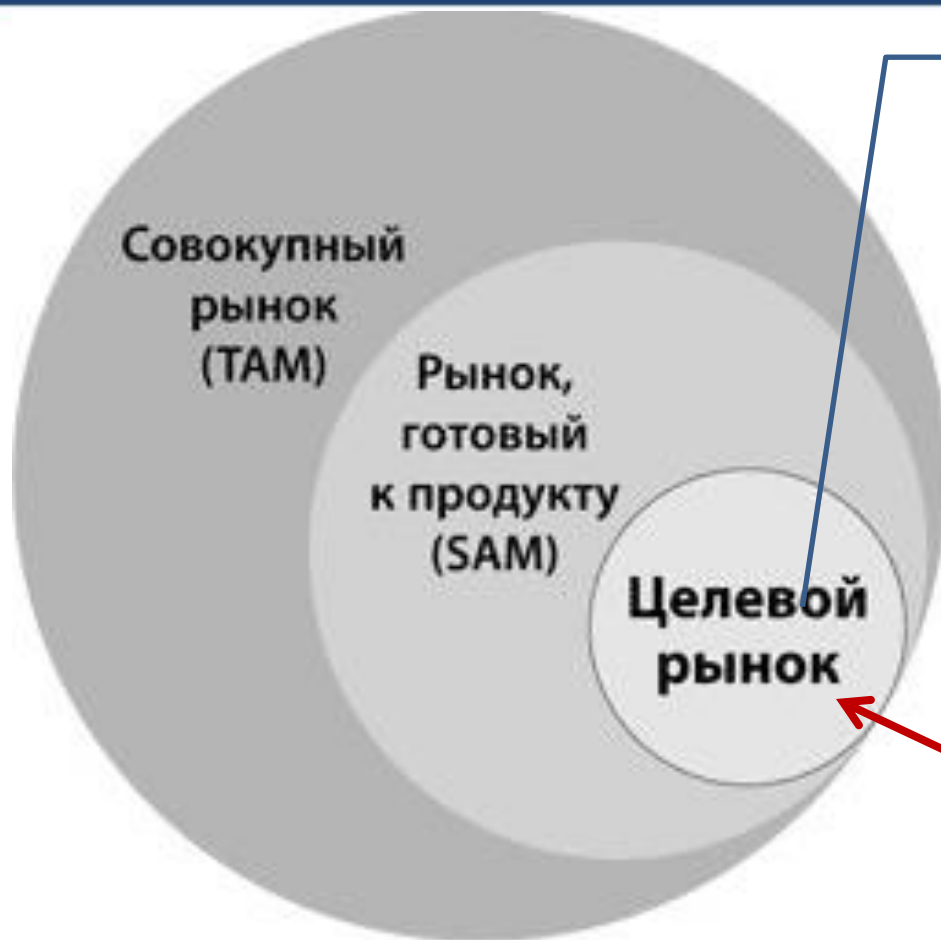 Совокупный
рынок
(TAM)
Рынок,
готовый
к продукту
(SAM)
Целевой
рынок